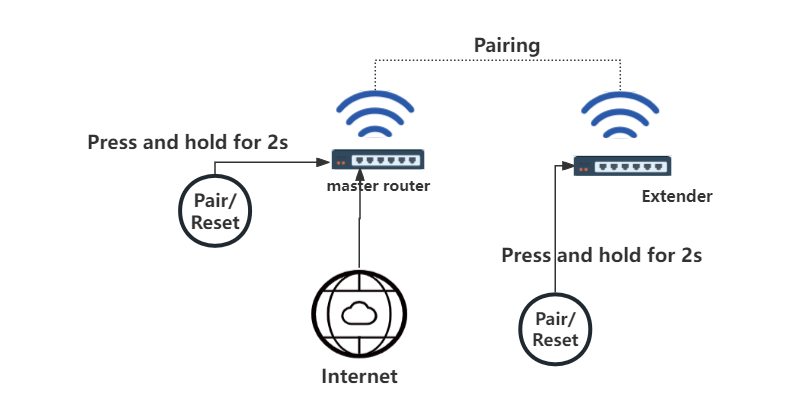 Pairing
Press and hold for 2s
Pair/
Reset
master router
Extender
Press and hold for 2s
Pair/
Reset
Internet